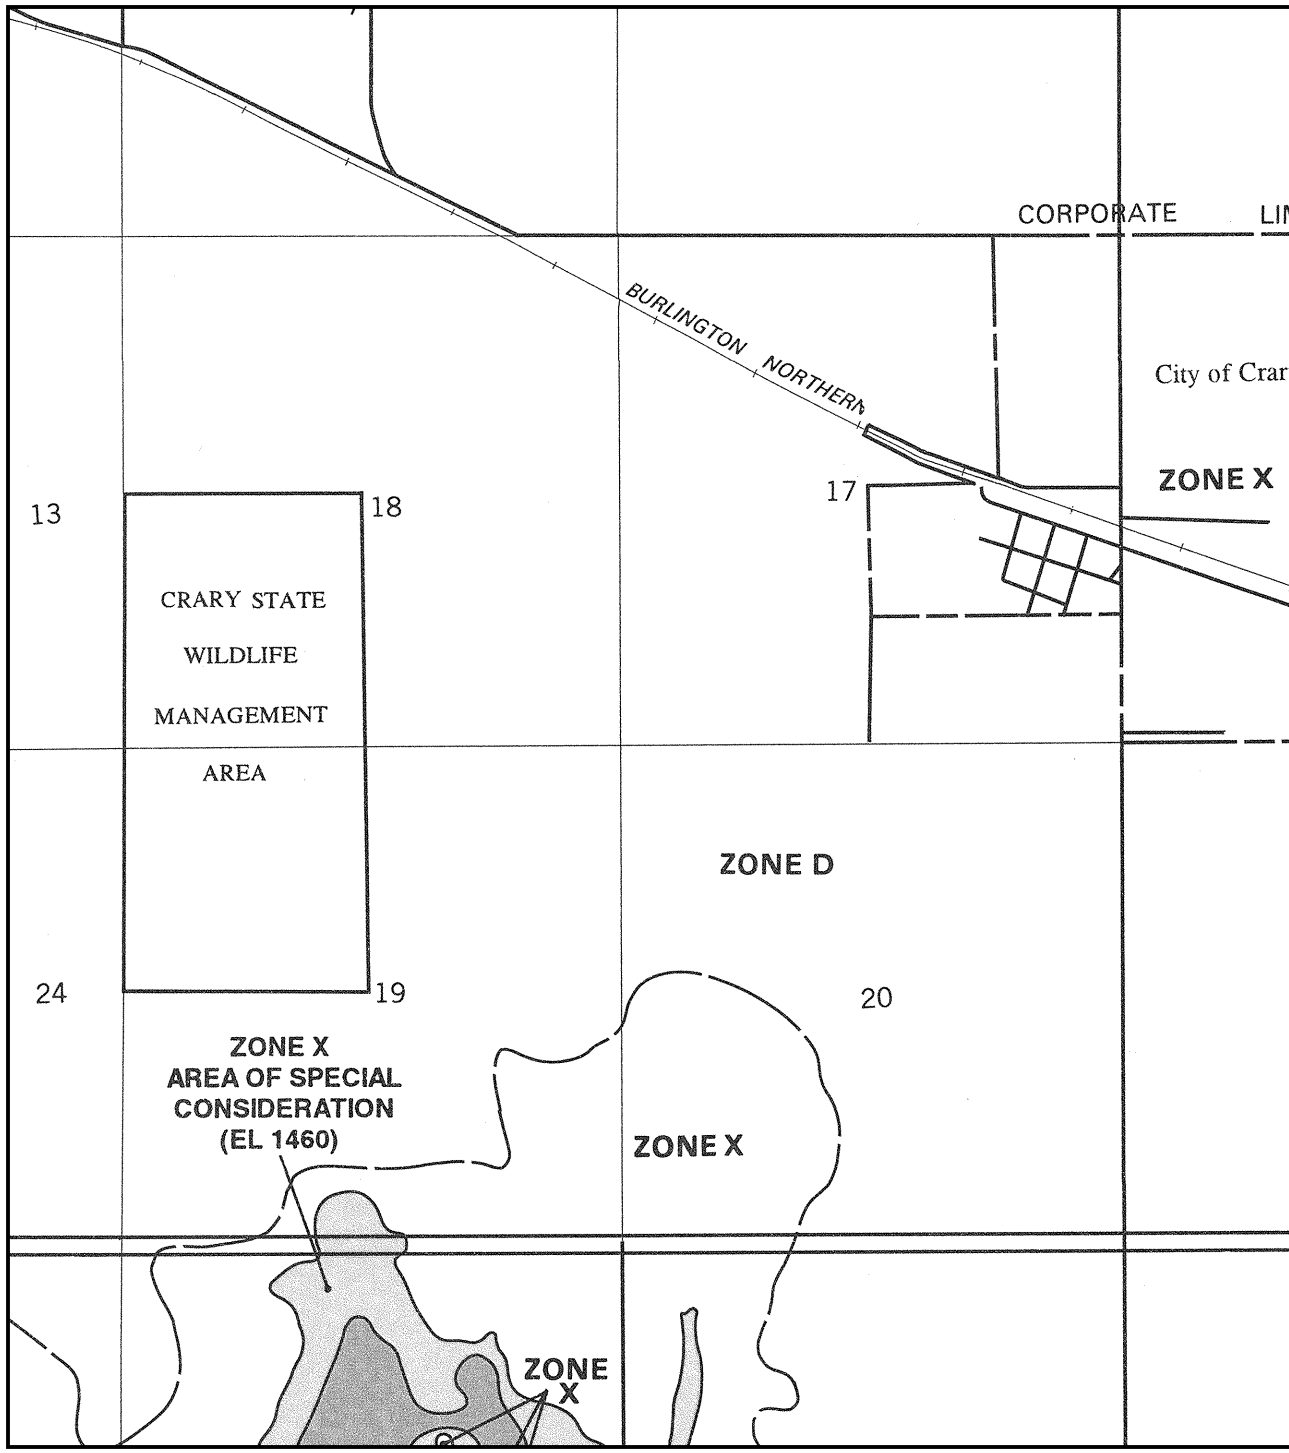 CORPORATE LIM
BURLINGTON NORTHERN
City of Crar
ZONE X
17
13
18
CRARY STATE
WILDLIFE
MANAGEMENT
AREA
ZONE D
24
19
20
ZONE X
AREA OF SPECIAL
CONSIDERATION
(EL 1460)
ZONE X
ZONE
X